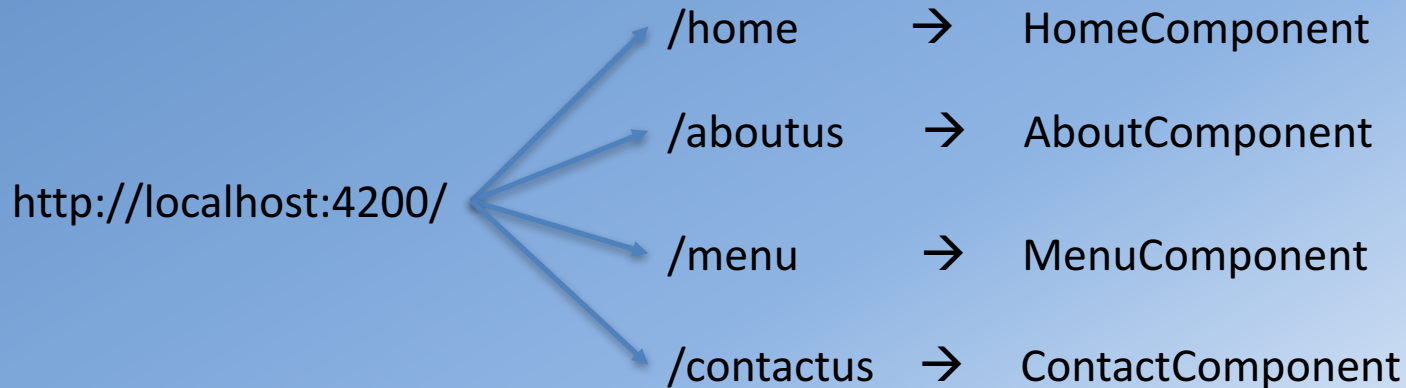 /home → HomeComponent
/aboutus → AboutComponent
http://localhost:4200/
/menu → MenuComponent
/contactus → ContactComponent